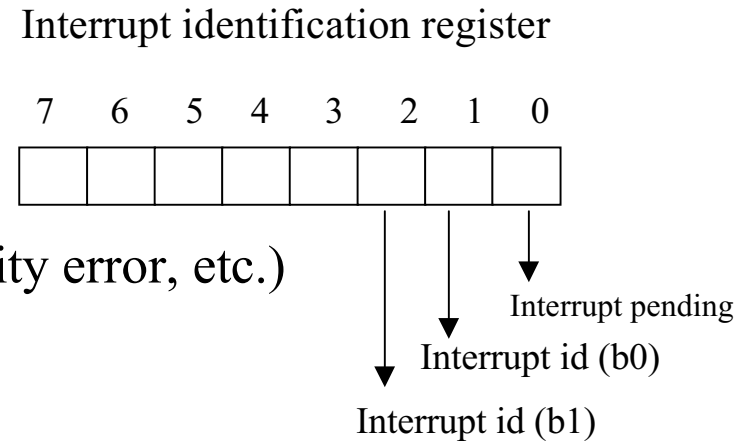 Interrupt identification register
7 6 5 4 3 2 1 0
ity error, etc.)
Interrupt pending
Interrupt id (b0)
Interrupt id (b1)